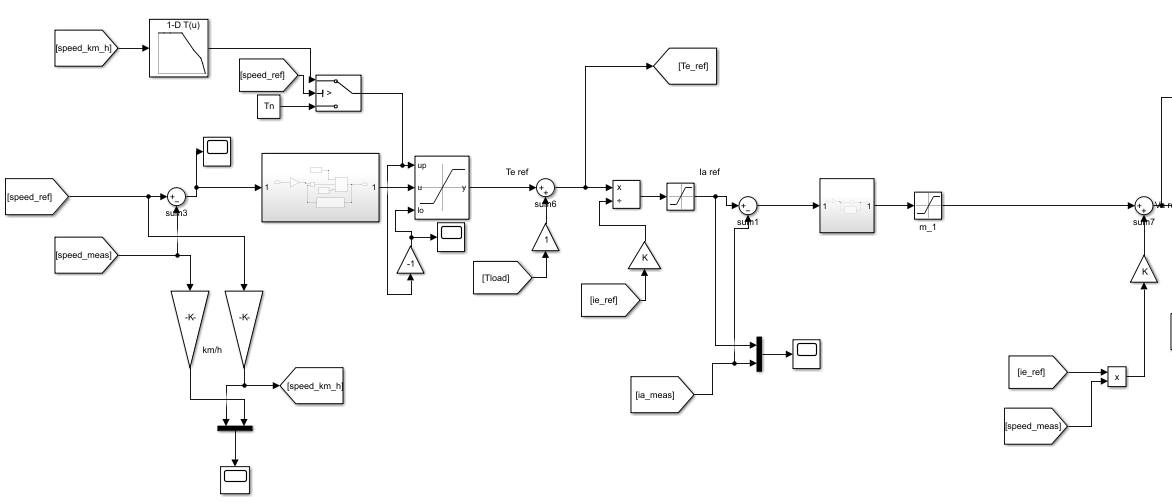 1-D T(u)
[speed_km_h]
[speed_ref]
>
Tn
[Te_ref]
up
u
lo
y
Te ref
Ia ref
x
÷
[speed_ref]
+
-
sum3
1
1
+
+
sum6
+
-
sum1
1
1
m_1
+
+
sum7
[speed_meas]
-1
1
[Tload]
K
[ie_ref]
K
-K-
-K-
km/h
[speed_km_h]
[ia_meas]
[ie_ref]
x
[speed_meas]